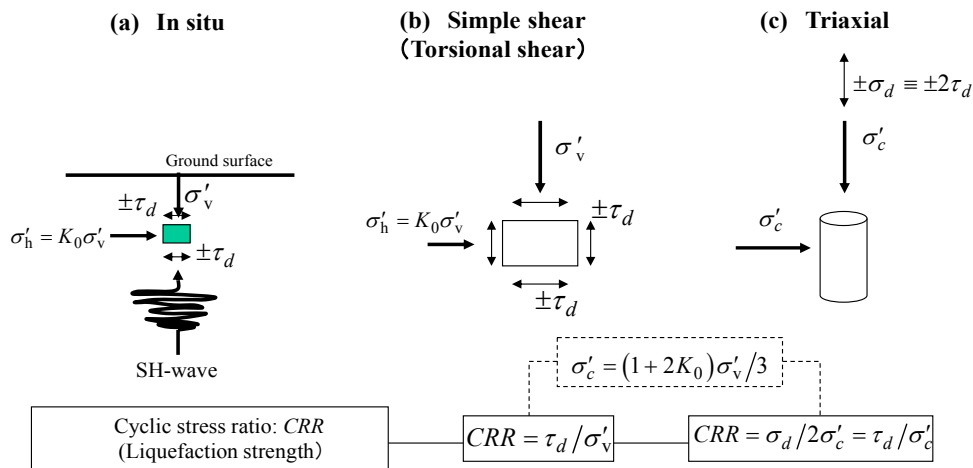 (a) In situ
(b) Simple shear
(Torsional shear)
(c) Triaxial
Ground surface
σ′v
±τd
σ′h = K0σ′v
±τd
SH-wave
σ′v
±τd
σ′h = K0σ′v
±τd
±σd ≡ ±2τd
σ′c
σ′c
σ′c = (1 + 2K0)σ′v/3
Cyclic stress ratio: CRR
(Liquefaction strength)
CRR = τd/σ′v
CRR = σd/2σ′c = τd/σ′c